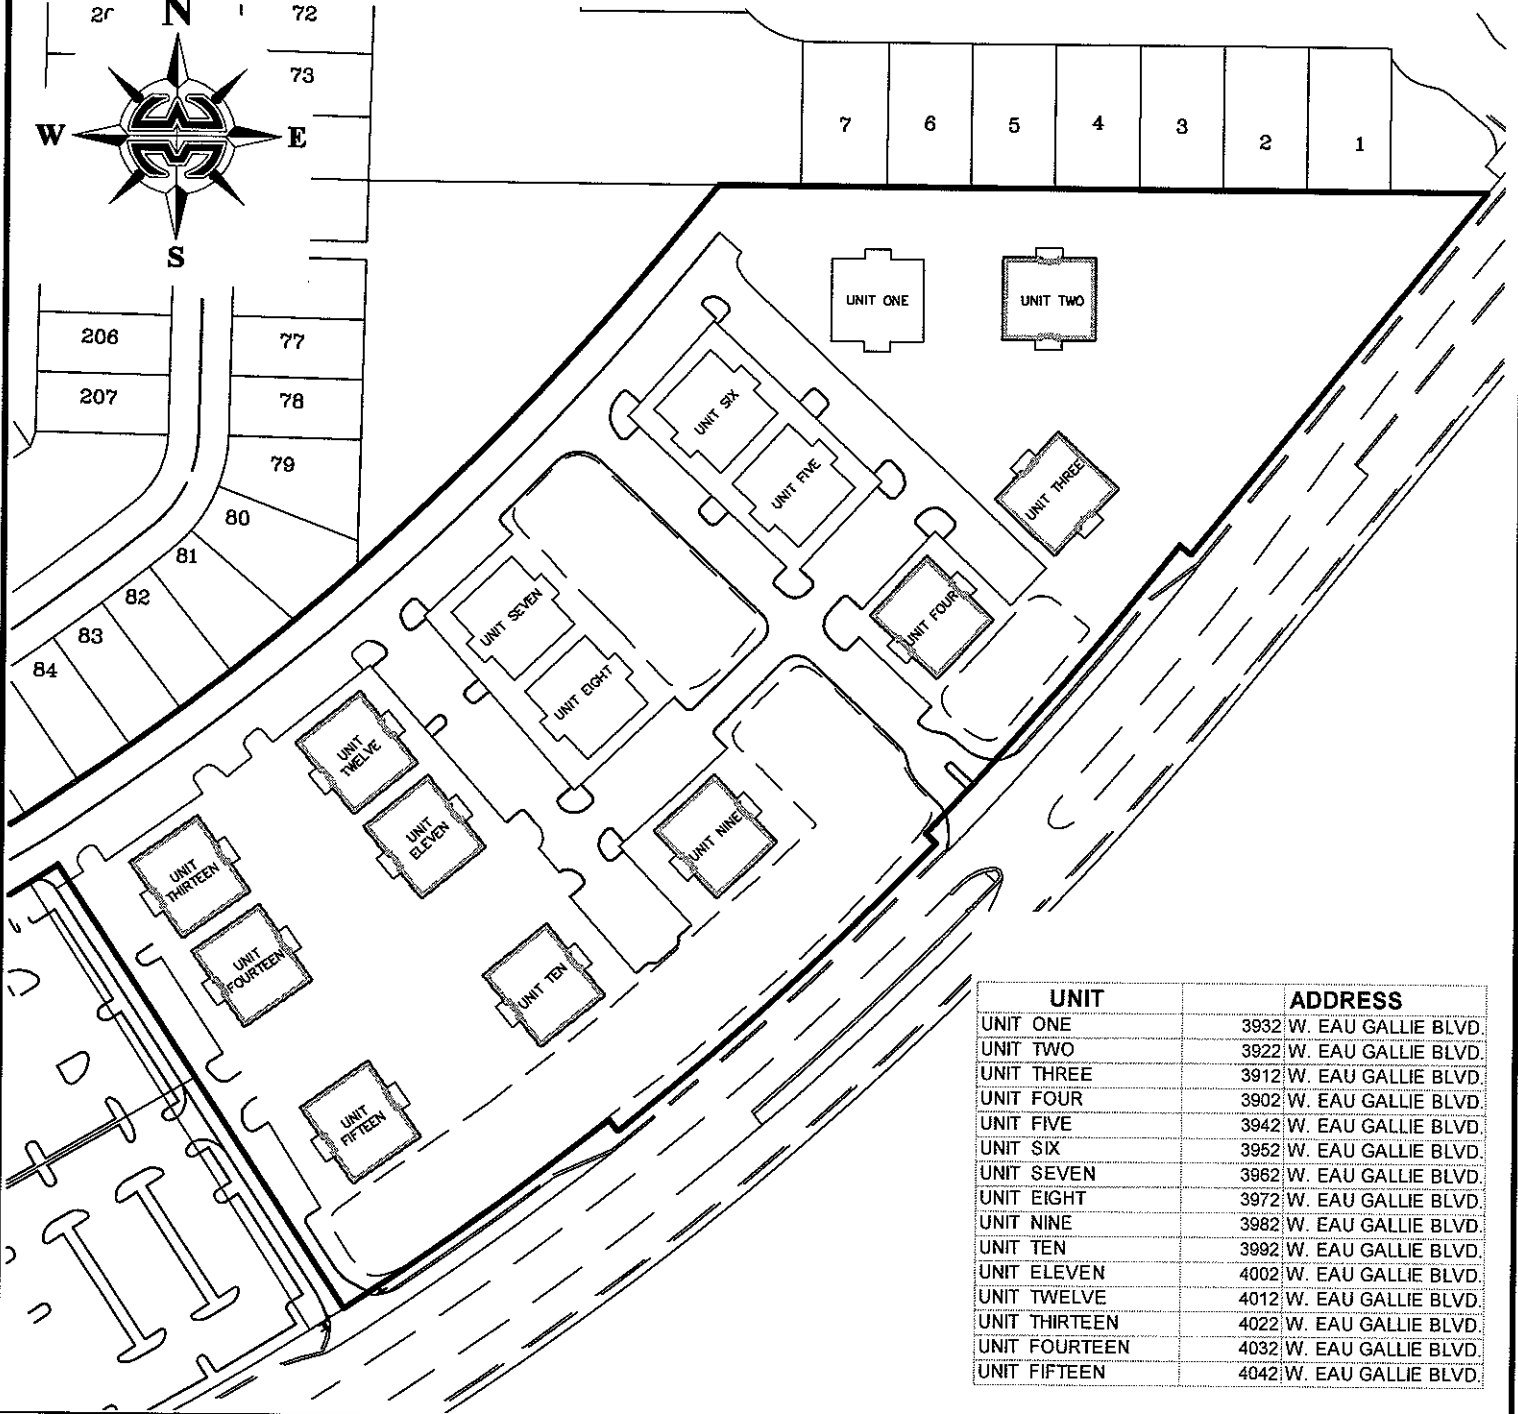 N
72
73
W
E
S
7 6 5 4 3 2 1
206
77
207
78
79
80
81
82
83
84
UNIT ONE
UNIT TWO
UNIT SIX
UNIT FIVE
UNIT THREE
UNIT FOUR
UNIT SEVEN
UNIT EIGHT
UNIT
TWELVE
UNIT
ELEVEN
UNIT NINE
UNIT
THIRTEEN
UNIT
FOURTEEN
UNIT TEN
UNIT
FIFTEEN
UNIT ADDRESS
UNIT ONE 3932 W. EAU GALLIE BLVD.
UNIT TWO 3922 W. EAU GALLIE BLVD.
UNIT THREE 3912 W. EAU GALLIE BLVD.
UNIT FOUR 3902 W. EAU GALLIE BLVD.
UNIT FIVE 3942 W. EAU GALLIE BLVD.
UNIT SIX 3952 W. EAU GALLIE BLVD.
UNIT SEVEN 3962 W. EAU GALLIE BLVD.
UNIT EIGHT 3972 W. EAU GALLIE BLVD.
UNIT NINE 3982 W. EAU GALLIE BLVD.
UNIT TEN 3992 W. EAU GALLIE BLVD.
UNIT ELEVEN 4002 W. EAU GALLIE BLVD.
UNIT TWELVE 4012 W. EAU GALLIE BLVD.
UNIT THIRTEEN 4022 W. EAU GALLIE BLVD.
UNIT FOURTEEN 4032 W. EAU GALLIE BLVD.
UNIT FIFTEEN 4042 W. EAU GALLIE BLVD.